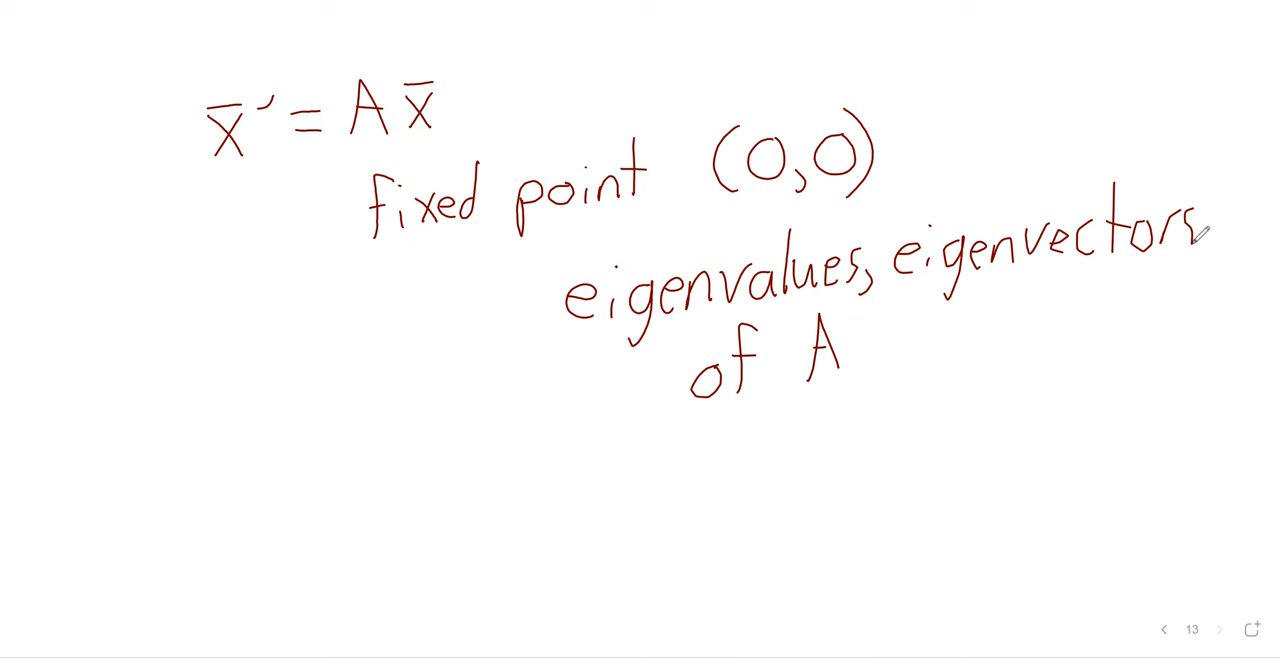 x̅' = A x̅
fixed point (0,0)
eigenvalues, eigenvectors
of A
13